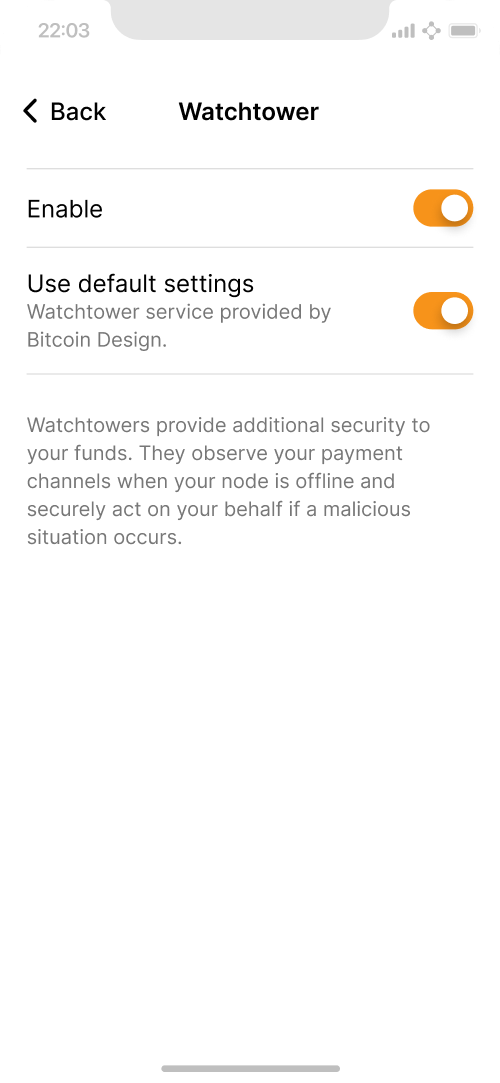 22:03
Back
Watchtower
Enable
Use default settings
Watchtower service provided by
Bitcoin Design.
Watchtowers provide additional security to
your funds. They observe your payment
channels when your node is offline and
securely act on your behalf if a malicious
situation occurs.